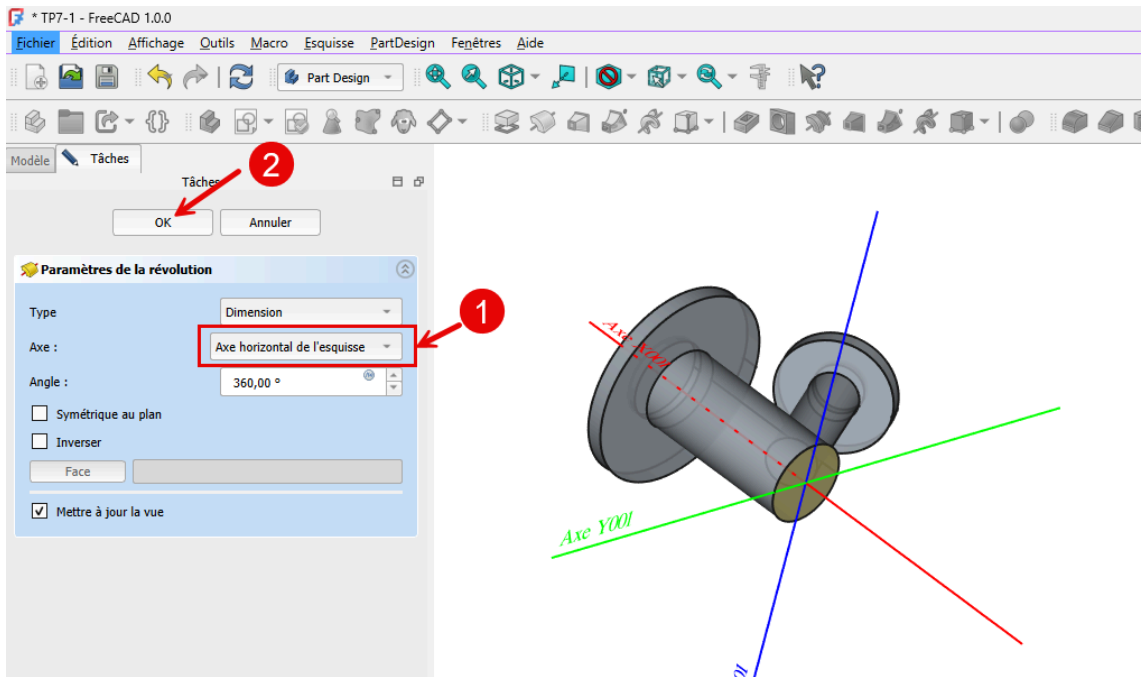 * TP7-1 - FreeCAD 1.0.0
Fichier Édition Affichage Outils Macro Esquisse PartDesign Fenêtres Aide
Part Design
Modèle Tâches
Tâches
2
OK Annuler
Paramètres de la révolution
Type Dimension
1
Axe : Axe horizontal de l'esquisse
Angle : 360,00 °
Symétrique au plan
Inverser
Face
Mettre à jour la vue
Axe X001
Axe Y001